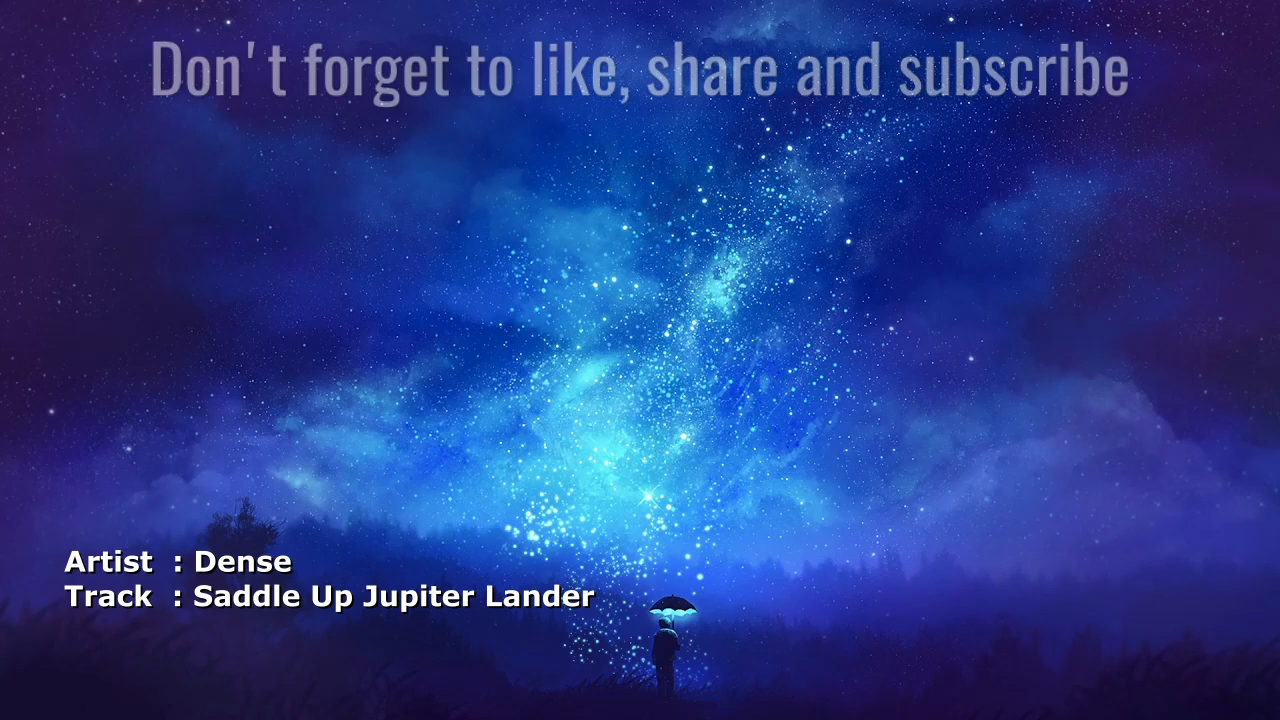 Don't forget to like, share and subscribe
Artist : Dense
Track : Saddle Up Jupiter Lander